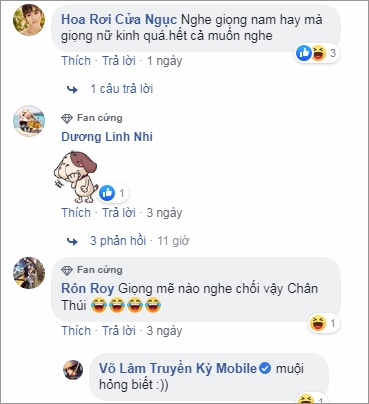 Hoa Rơi Cửa Ngục Nghe giọng nam hay mà
giọng nữ kinh quá.hết cả muốn nghe
3
Thích · Trả lời · 1 ngày
1 câu trả lời
Fan cứng
Dương Linh Nhi
1
Thích · Trả lời · 3 ngày
3 phản hồi · 11 giờ
Fan cứng
Rôn Roy Giọng mẽ nào nghe chối vậy Chân
Thúi 😂😂😂😂
1
Thích · Trả lời · 3 ngày
Võ Lâm Truyền Kỳ Mobile muội
hỏng biết :))
1